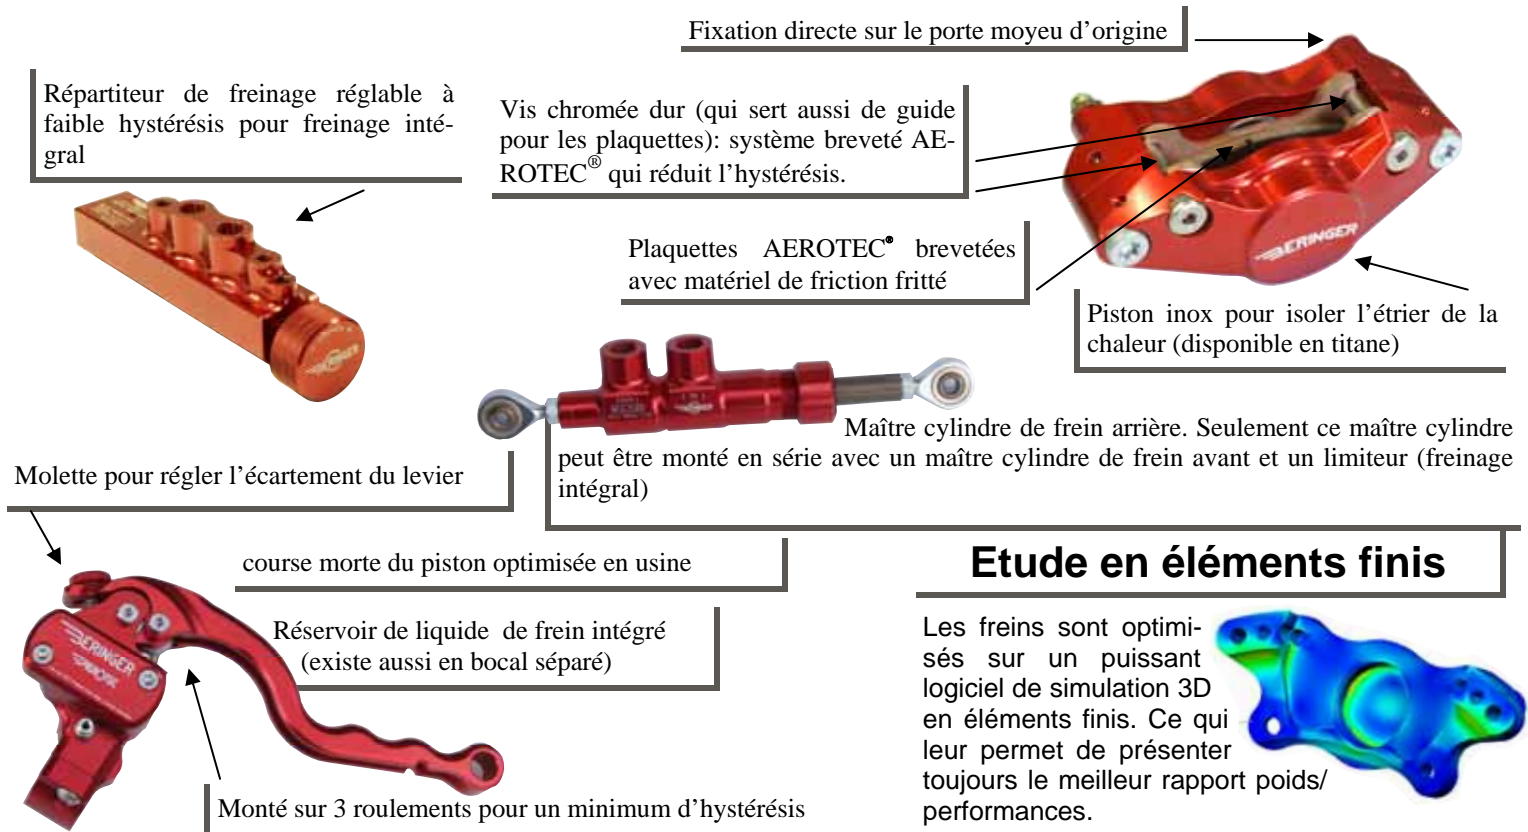 Fixation directe sur le porte moyeu d’origine
Répartiteur de freinage réglable à
faible hystérésis pour freinage inté-
gral
Vis chromée dur (qui sert aussi de guide
pour les plaquettes): système breveté AE-
ROTEC® qui réduit l’hystérésis.
BERINGER
Plaquettes AEROTEC® brevetées
avec matériel de friction fritté
Piston inox pour isoler l’étrier de la
chaleur (disponible en titane)
BERINGER
Maître cylindre de frein arrière. Seulement ce maître cylindre
peut être monté en série avec un maître cylindre de frein avant et un limiteur (freinage
intégral)
Molette pour régler l’écartement du levier
course morte du piston optimisée en usine
Réservoir de liquide de frein intégré
(existe aussi en bocal séparé)
BERINGER
Monté sur 3 roulements pour un minimum d’hystérésis
Etude en éléments finis
Les freins sont optimi-
sés sur un puissant
logiciel de simulation 3D
en éléments finis. Ce qui
leur permet de présenter
toujours le meilleur rapport poids/
performances.